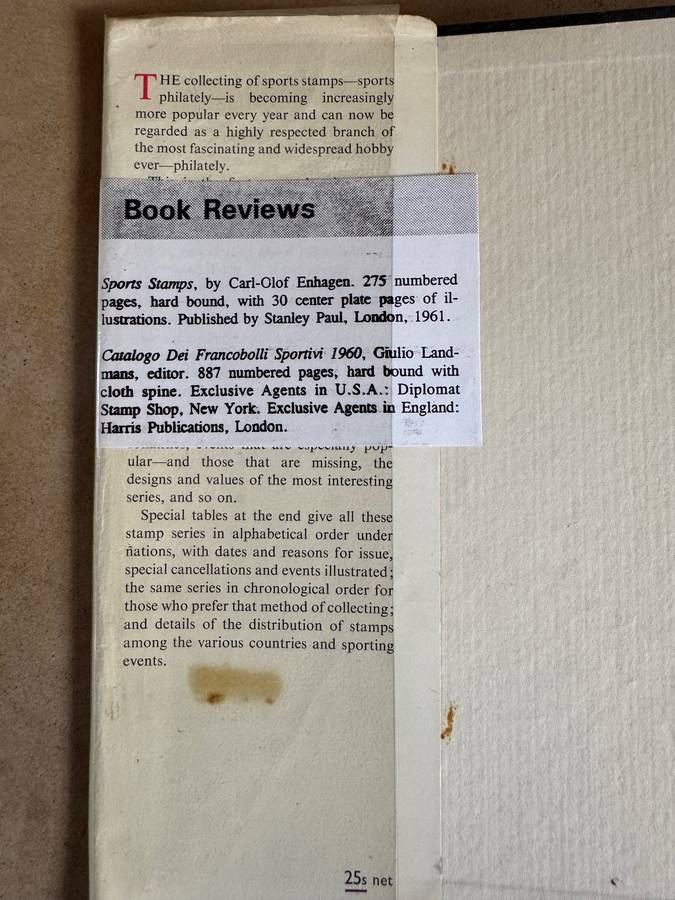 THE collecting of sports stamps—sports
philately—is becoming increasingly
more popular every year and can now be
regarded as a highly respected branch of
the most fascinating and widespread hobby
ever—philately.
Book Reviews
Sports Stamps, by Carl-Olof Enhagen. 275 numbered
pages, hard bound, with 30 center plate pages of il-
lustrations. Published by Stanley Paul, London, 1961.
Catalogo Dei Francobolli Sportivi 1960, Giulio Land-
mans, editor. 887 numbered pages, hard bound with
cloth spine. Exclusive Agents in U.S.A.: Diplomat
Stamp Shop, New York. Exclusive Agents in England:
Harris Publications, London.
events that are especially pop-
ular—and those that are missing, the
designs and values of the most interesting
series, and so on.
Special tables at the end give all these
stamp series in alphabetical order under
nations, with dates and reasons for issue,
special cancellations and events illustrated;
the same series in chronological order for
those who prefer that method of collecting;
and details of the distribution of stamps
among the various countries and sporting
events.
25s net